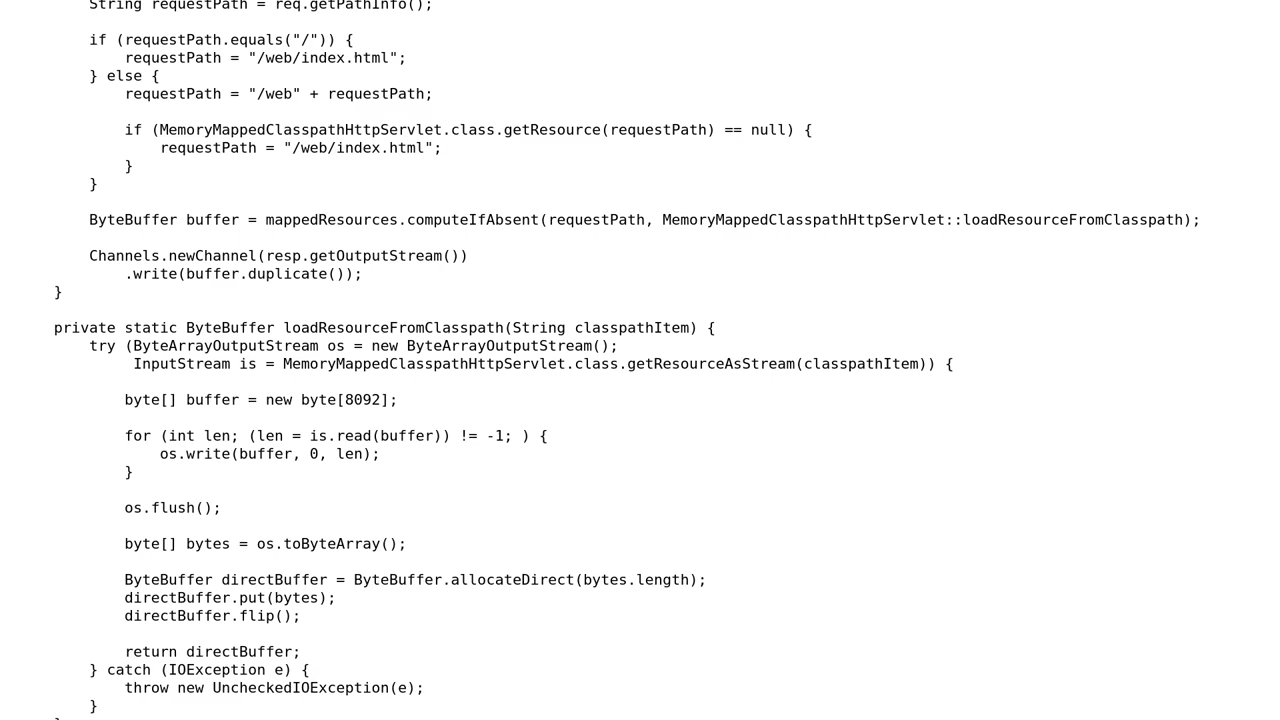 String requestPath = req.getPathInfo();
if (requestPath.equals("/")) {
requestPath = "/web/index.html";
} else {
requestPath = "/web" + requestPath;
if (MemoryMappedClasspathHttpServlet.class.getResource(requestPath) == null) {
requestPath = "/web/index.html";
}
}
ByteBuffer buffer = mappedResources.computeIfAbsent(requestPath, MemoryMappedClasspathHttpServlet::loadResourceFromClasspath);
Channels.newChannel(resp.getOutputStream())
.write(buffer.duplicate());
}
private static ByteBuffer loadResourceFromClasspath(String classpathItem) {
try (ByteArrayOutputStream os = new ByteArrayOutputStream();
InputStream is = MemoryMappedClasspathHttpServlet.class.getResourceAsStream(classpathItem)) {
byte[] buffer = new byte[8092];
for (int len; (len = is.read(buffer)) != -1; ) {
os.write(buffer, 0, len);
}
os.flush();
byte[] bytes = os.toByteArray();
ByteBuffer directBuffer = ByteBuffer.allocateDirect(bytes.length);
directBuffer.put(bytes);
directBuffer.flip();
return directBuffer;
} catch (IOException e) {
throw new UncheckedIOException(e);
}